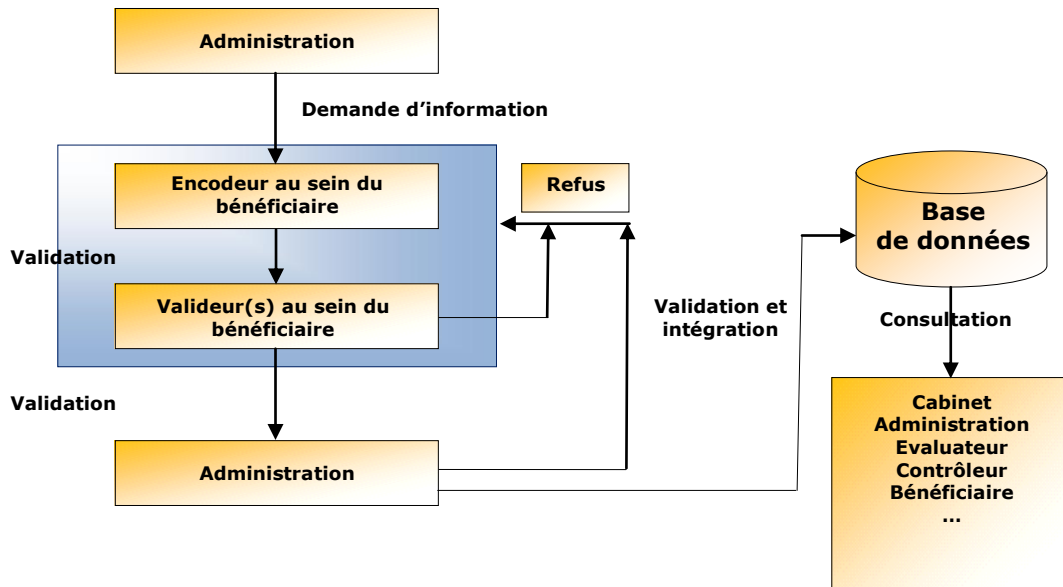 Administration
Demande d’information
Encodeur au sein du
bénéficiaire
Refus
Base
de données
Validation
Valideur(s) au sein du
bénéficiaire
Validation et
intégration
Consultation
Validation
Administration
Cabinet
Administration
Evaluateur
Contrôleur
Bénéficiaire
…